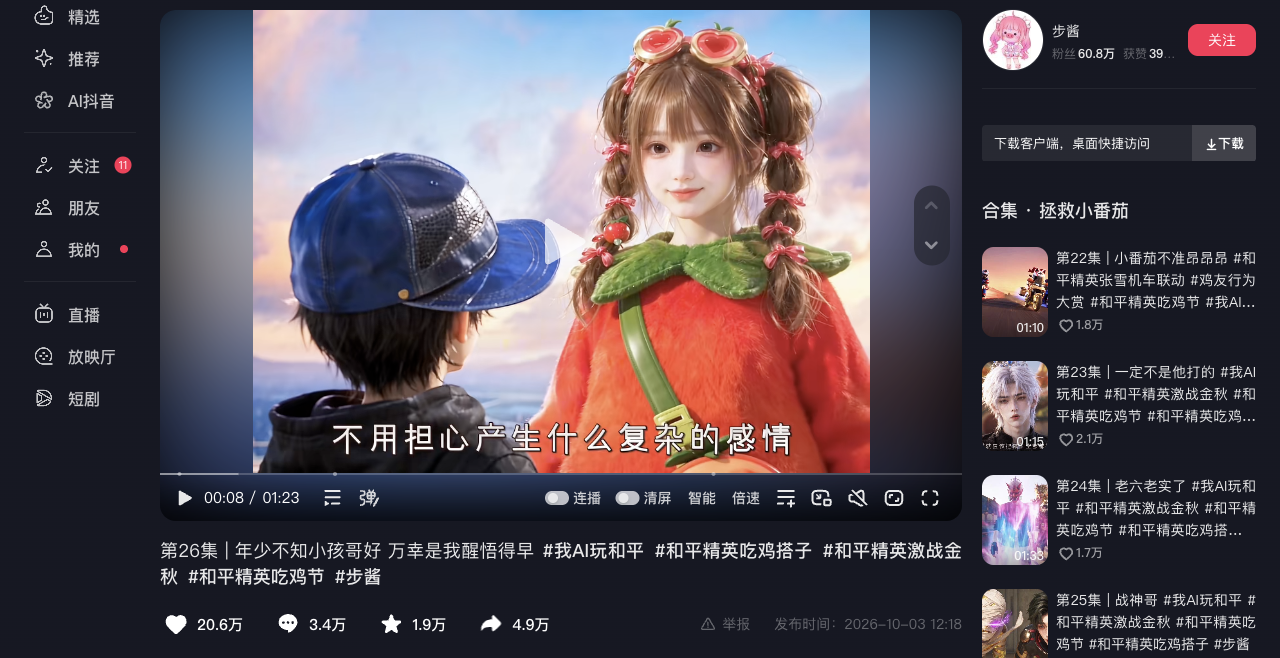 精选
推荐
AI抖音
关注
11
朋友
我的
直播
放映厅
短剧
不用担心产生什么复杂的感情
00:08 / 01:23
弹
连播
清屏
智能
倍速
第26集 | 年少不知小孩哥好 万幸是我醒悟得早 #我AI玩和平 #和平精英吃鸡搭子 #和平精英激战金
秋 #和平精英吃鸡节 #步酱
20.6万
3.4万
1.9万
4.9万
举报
发布时间：2026-10-03 12:18
步酱
粉丝 60.8万 获赞 39...
关注
下载客户端，桌面快捷访问
下载
合集 · 拯救小番茄
第22集 | 小番茄不准昂昂昂 #和
平精英张雪机车联动 #鸡友行为
大赏 #和平精英吃鸡节 #我AI...
01:10
1.8万
第23集 | 一定不是他打的 #我AI
玩和平 #和平精英激战金秋 #和
平精英吃鸡节 #和平精英吃鸡...
01:15
2.1万
第24集 | 老六老实了 #我AI玩和
平 #和平精英激战金秋 #和平精
英吃鸡节 #和平精英吃鸡搭...
01:33
1.7万
第25集 | 战神哥 #我AI玩和平 #
和平精英激战金秋 #和平精英吃
鸡节 #和平精英吃鸡搭子 #步酱